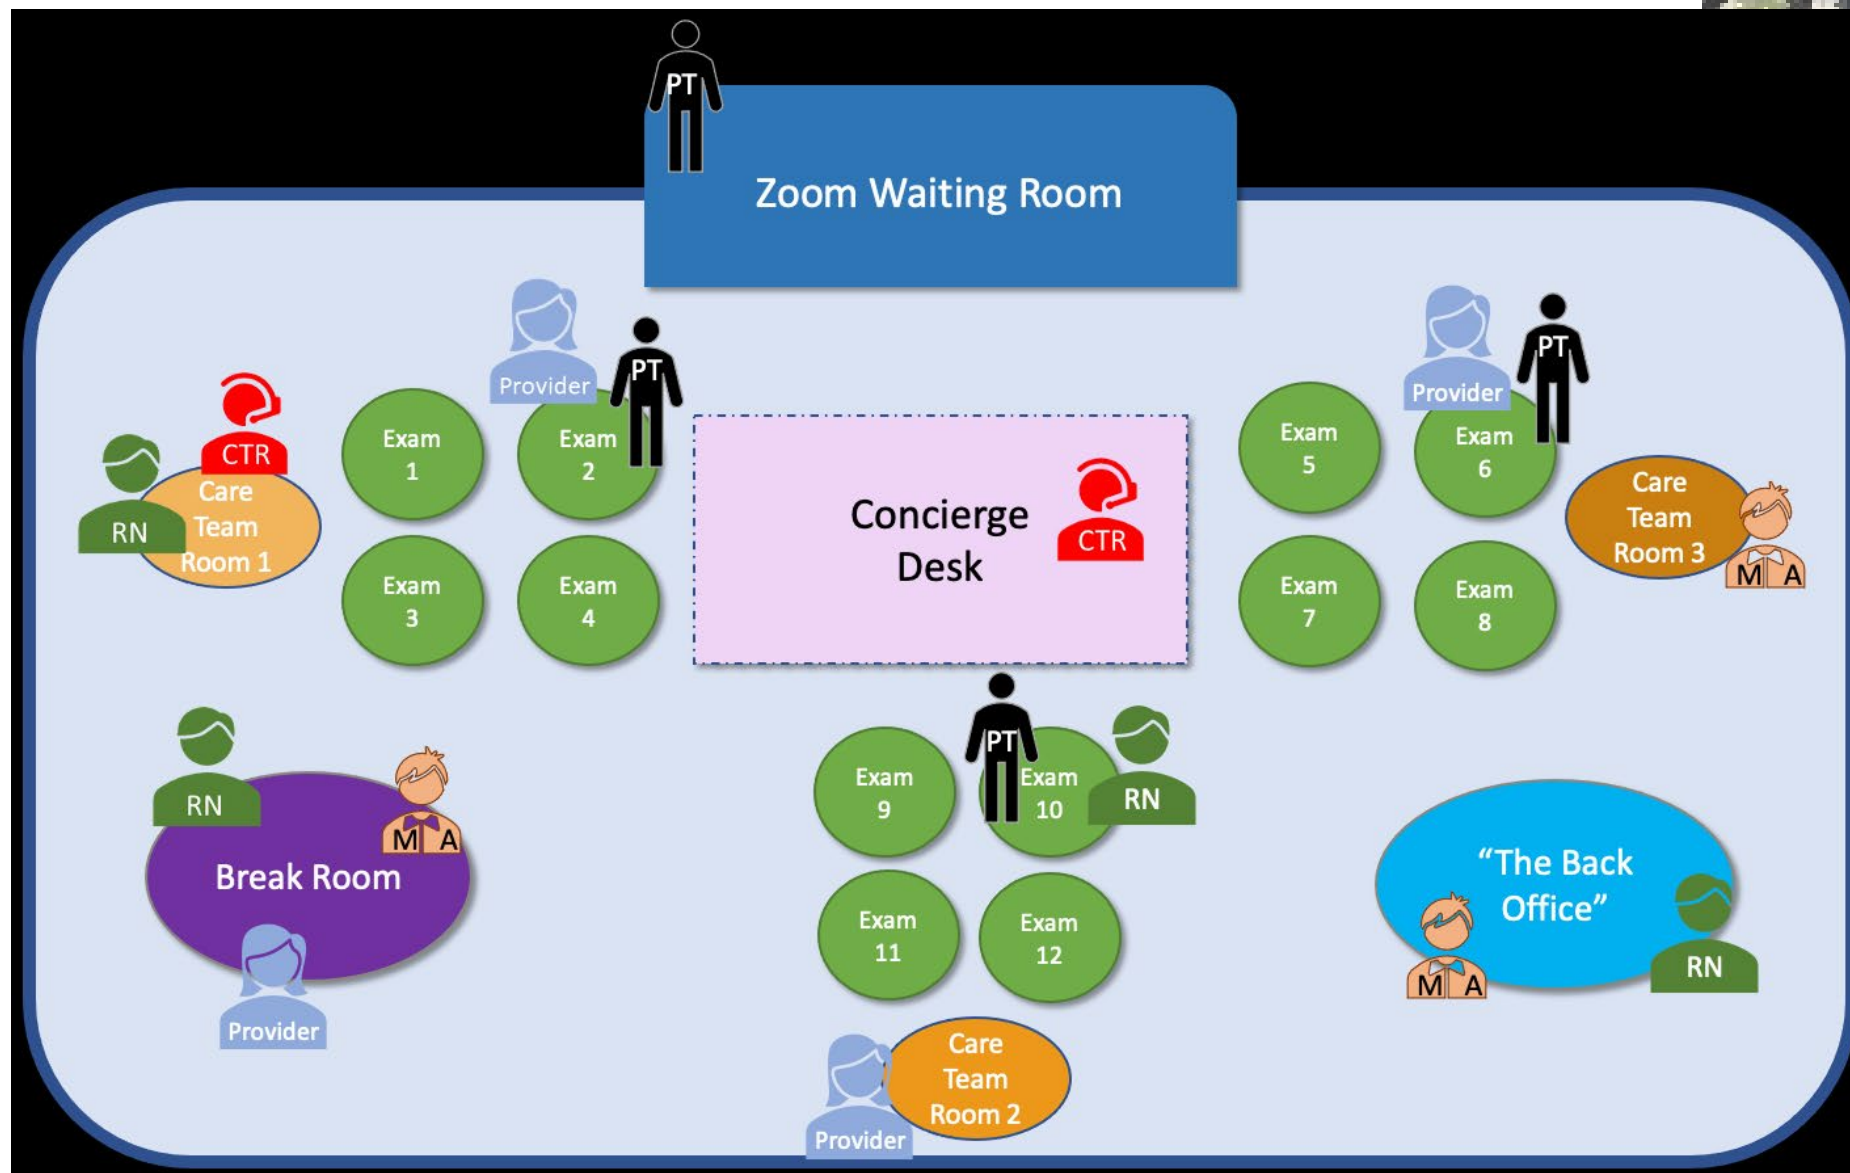 PT
Zoom Waiting Room
Provider
PT
Provider
PT
CTR
RN
Care
Team
Room 1
Exam
1
Exam
2
Exam
3
Exam
4
Concierge
Desk
CTR
Exam
5
Exam
6
Exam
7
Exam
8
Care
Team
Room 3
M A
RN
M A
Break Room
Provider
PT
Exam
9
Exam
10
RN
Exam
11
Exam
12
“The Back
Office”
M A
RN
Care
Team
Room 2
Provider